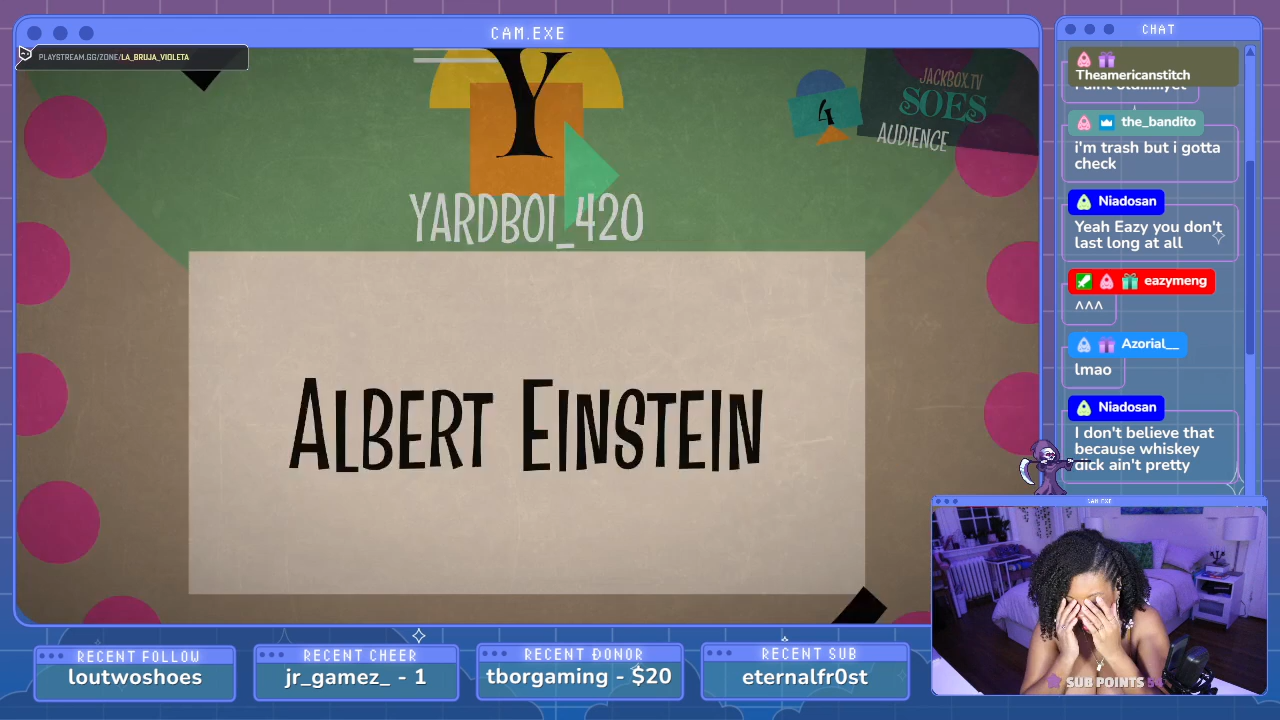 CAM.EXE
PLAYSTREAM.GG/ZONE/LA_BRUJA_VIOLETA
Y
YARDBOI_420
ALBERT EINSTEIN
4
JACKBOX.TV
SOES
AUDIENCE
CHAT
Theamericanstitch
the_bandito
i'm trash but i gotta
check
Niadosan
Yeah Eazy you don't
last long at all
eazymeng
^^^
Azorial__
lmao
Niadosan
I don't believe that
because whiskey
dick ain't pretty
CAM.EXE
SUB POINTS
RECENT FOLLOW
loutwoshoes
RECENT CHEER
jr_gamez_ - 1
RECENT DONOR
tborgaming - $20
RECENT SUB
eternalfr0st